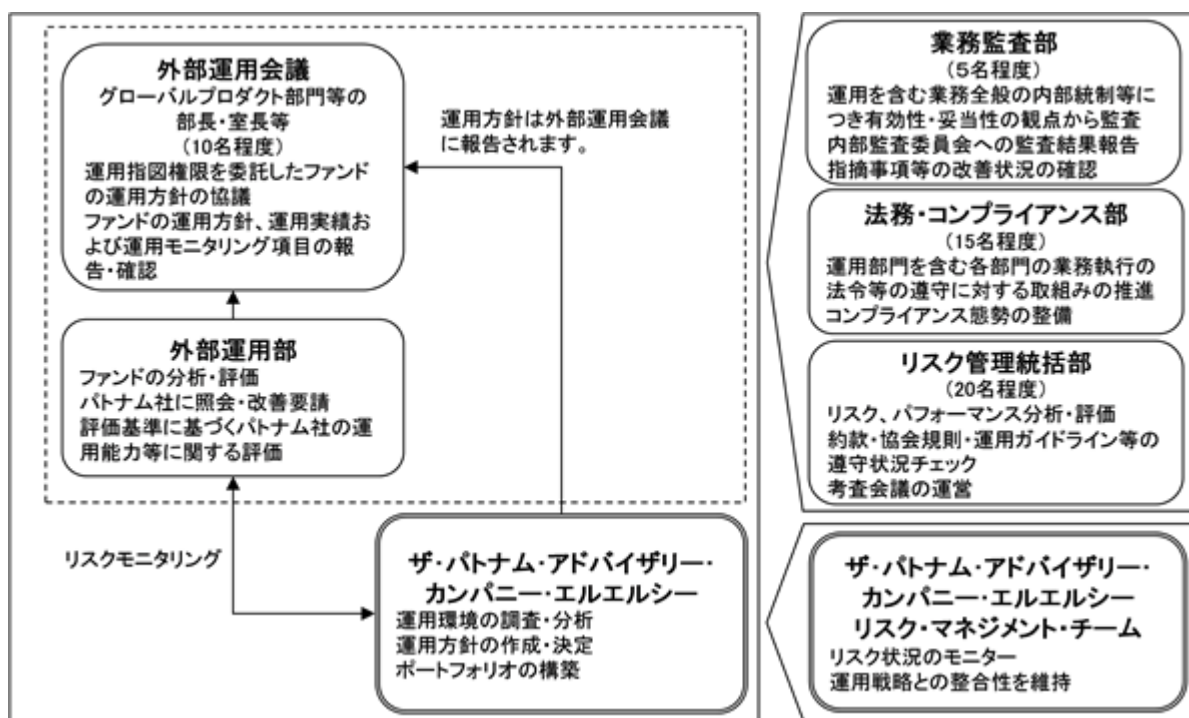 外部運用会議
グローバルプロダクト部門等の
部長・室長等
(10名程度)
運用指図権限を委託したファンド
の運用方針の協議
ファンドの運用方針、運用実績お
よび運用モニタリング項目の報
告・確認
運用方針は外部運用会議
に報告されます。
外部運用部
ファンドの分析・評価
パトナム社に照会・改善要請
評価基準に基づくパトナム社の運
用能力等に関する評価
リスクモニタリング
ザ・パトナム・アドバイザリー・
カンパニー・エルエルシー
運用環境の調査・分析
運用方針の作成・決定
ポートフォリオの構築
業務監査部
(5名程度)
運用を含む業務全般の内部統制等に
つき有効性・妥当性の観点から監査
内部監査委員会への監査結果報告
指摘事項等の改善状況の確認
法務・コンプライアンス部
(15名程度)
運用部門を含む各部門の業務執行の
法令等の遵守に対する取組みの推進
コンプライアンス態勢の整備
リスク管理統括部
(20名程度)
リスク、パフォーマンス分析・評価
約款・協会規則・運用ガイドライン等の
遵守状況チェック
考査会議の運営
ザ・パトナム・アドバイザリー・
カンパニー・エルエルシー
リスク・マネジメント・チーム
リスク状況のモニター
運用戦略との整合性を維持